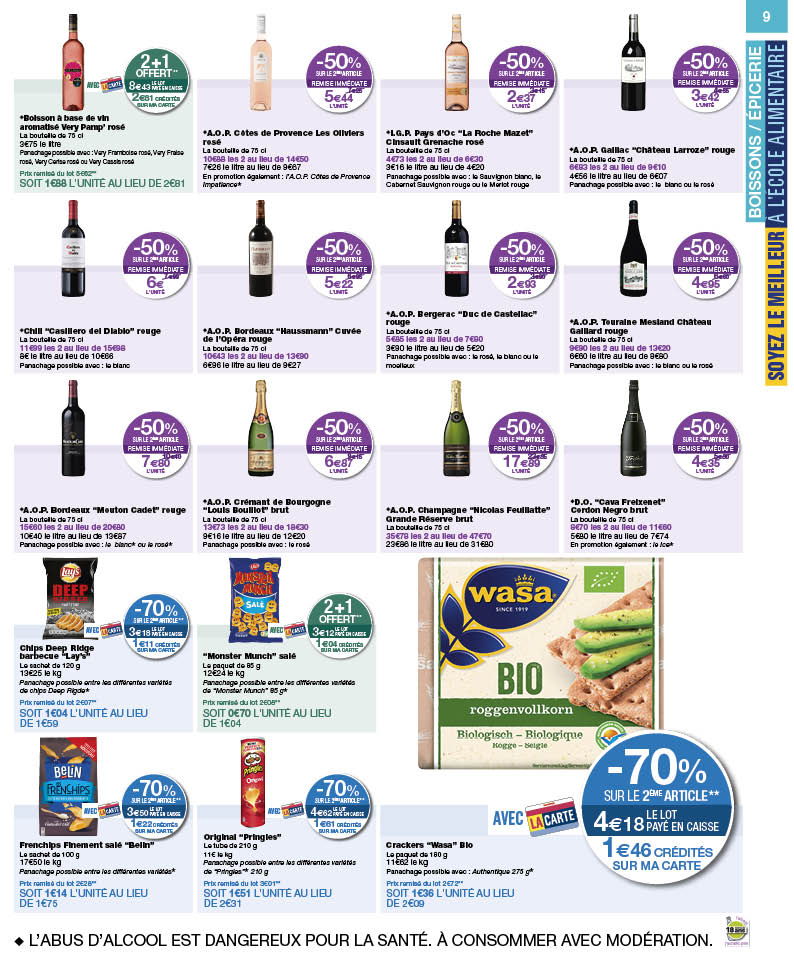 9
BOISSONS / ÉPICERIE
SOYEZ LE MEILLEUR À L'ÉCOLE ALIMENTAIRE
2+1
OFFERT**
AVEC LA CARTE
8€43 LE LOT PAYÉ EN CAISSE
2€81 CRÉDITÉS
SUR MA CARTE
*Boisson à base de vin
aromatisé Very Pamp' rosé
La bouteille de 75 cl
3€75 le litre
Panachage possible avec : Very Framboise rosé, Very Fraise
rosé, Very Cerise rosé ou Very Cassis rosé
Prix remisé du lot 5€62**
SOIT 1€88 L'UNITÉ AU LIEU DE 2€81
-50%
SUR LE 2ÈME ARTICLE
REMISE IMMÉDIATE
5€44
L'UNITÉ
*A.O.P. Côtes de Provence Les Oliviers
rosé
La bouteille de 75 cl
10€88 les 2 au lieu de 14€50
7€26 le litre au lieu de 9€67
En promotion également : l'A.O.P. Côtes de Provence
Impatience*
-50%
SUR LE 2ÈME ARTICLE
REMISE IMMÉDIATE
2€37
L'UNITÉ
*I.G.P. Pays d'Oc "La Roche Mazet"
Cinsault Grenache rosé
La bouteille de 75 cl
4€73 les 2 au lieu de 6€30
3€16 le litre au lieu de 4€20
Panachage possible avec : le Sauvignon blanc, le
Cabernet Sauvignon rouge ou le Merlot rouge
-50%
SUR LE 2ÈME ARTICLE
REMISE IMMÉDIATE
3€42
L'UNITÉ
*A.O.P. Gaillac "Château Larroze" rouge
La bouteille de 75 cl
6€83 les 2 au lieu de 9€10
4€56 le litre au lieu de 6€07
Panachage possible avec : le blanc ou le rosé
-50%
SUR LE 2ÈME ARTICLE
REMISE IMMÉDIATE
6€
L'UNITÉ
*Chili "Casillero del Diablo" rouge
La bouteille de 75 cl
11€99 les 2 au lieu de 15€98
8€ le litre au lieu de 10€66
Panachage possible avec : le blanc
-50%
SUR LE 2ÈME ARTICLE
REMISE IMMÉDIATE
5€22
L'UNITÉ
*A.O.P. Bordeaux "Haussmann" Cuvée
de l'Opéra rouge
La bouteille de 75 cl
10€43 les 2 au lieu de 13€90
6€96 le litre au lieu de 9€27
-50%
SUR LE 2ÈME ARTICLE
REMISE IMMÉDIATE
2€93
L'UNITÉ
*A.O.P. Bergerac "Duc de Castellac"
rouge
La bouteille de 75 cl
5€85 les 2 au lieu de 7€80
3€90 le litre au lieu de 5€20
Panachage possible avec : le rosé, le blanc ou le
moelleux
-50%
SUR LE 2ÈME ARTICLE
REMISE IMMÉDIATE
4€95
L'UNITÉ
*A.O.P. Touraine Mesland Château
Gaillard rouge
La bouteille de 75 cl
9€90 les 2 au lieu de 13€20
6€60 le litre au lieu de 8€80
Panachage possible avec : le blanc ou le rosé
-50%
SUR LE 2ÈME ARTICLE
REMISE IMMÉDIATE
7€80
L'UNITÉ
*A.O.P. Bordeaux "Mouton Cadet" rouge
La bouteille de 75 cl
15€60 les 2 au lieu de 20€80
10€40 le litre au lieu de 13€87
Panachage possible avec : le blanc* ou le rosé*
-50%
SUR LE 2ÈME ARTICLE
REMISE IMMÉDIATE
6€87
L'UNITÉ
*A.O.P. Crémant de Bourgogne
"Louis Bouillot" brut
La bouteille de 75 cl
13€73 les 2 au lieu de 18€30
9€16 le litre au lieu de 12€20
Panachage possible avec : le rosé
-50%
SUR LE 2ÈME ARTICLE
REMISE IMMÉDIATE
17€89
L'UNITÉ
*A.O.P. Champagne "Nicolas Feuillatte"
Grande Réserve brut
La bouteille de 75 cl
35€78 les 2 au lieu de 47€70
23€86 le litre au lieu de 31€80
-50%
SUR LE 2ÈME ARTICLE
REMISE IMMÉDIATE
4€35
L'UNITÉ
*D.O. "Cava Freixenet"
Cordon Negro brut
La bouteille de 75 cl
8€70 les 2 au lieu de 11€60
5€80 le litre au lieu de 7€74
En promotion également : le Ice*
Lay's
DEEP
-70%
SUR LE 2ÈME ARTICLE**
AVEC LA CARTE
3€18 LE LOT PAYÉ EN CAISSE
1€11 CRÉDITÉS
SUR MA CARTE
Chips Deep Ridge
barbecue "Lay's"
Le sachet de 120 g
13€25 le kg
Panachage possible entre les différentes variétés
de chips Deep Rigde*
Prix remisé du lot 2€07**
SOIT 1€04 L'UNITÉ AU LIEU
DE 1€59
MONSTER
MUNCH
SALÉ
2+1
OFFERT**
AVEC LA CARTE
3€12 LE LOT PAYÉ EN CAISSE
1€04 CRÉDITÉS
SUR MA CARTE
"Monster Munch" salé
Le paquet de 85 g
12€24 le kg
Panachage possible entre les différentes variétés
de "Monster Munch" 85 g*
Prix remisé du lot 2€08**
SOIT 0€70 L'UNITÉ AU LIEU
DE 1€04
wasa
SINCE 1919
BIO
roggenvollkorn
Biologisch - Biologique
Rogge - Seigle
BELIN
FRENCHIPS
-70%
SUR LE 2ÈME ARTICLE**
AVEC LA CARTE
3€50 LE LOT PAYÉ EN CAISSE
1€22 CRÉDITÉS
SUR MA CARTE
Frenchips Finement salé "Belin"
Le sachet de 100 g
17€50 le kg
Panachage possible entre les différentes variétés*
Prix remisé du lot 2€28**
SOIT 1€14 L'UNITÉ AU LIEU
DE 1€75
Pringles
Original
-70%
SUR LE 2ÈME ARTICLE**
AVEC LA CARTE
4€62 LE LOT PAYÉ EN CAISSE
1€61 CRÉDITÉS
SUR MA CARTE
Original "Pringles"
Le tube de 210 g
11€ le kg
Panachage possible entre les différentes variétés
de "Pringles"* 210 g
Prix remisé du lot 3€01**
SOIT 1€51 L'UNITÉ AU LIEU
DE 2€31
-70%
SUR LE 2ÈME ARTICLE**
AVEC LA CARTE
4€18 LE LOT PAYÉ EN CAISSE
1€46 CRÉDITÉS
SUR MA CARTE
Crackers "Wasa" Bio
Le paquet de 180 g
11€62 le kg
Panachage possible avec : Authentique 275 g*
Prix remisé du lot 2€72**
SOIT 1€36 L'UNITÉ AU LIEU
DE 2€09
◆ L'ABUS D'ALCOOL EST DANGEREUX POUR LA SANTÉ. À CONSOMMER AVEC MODÉRATION.